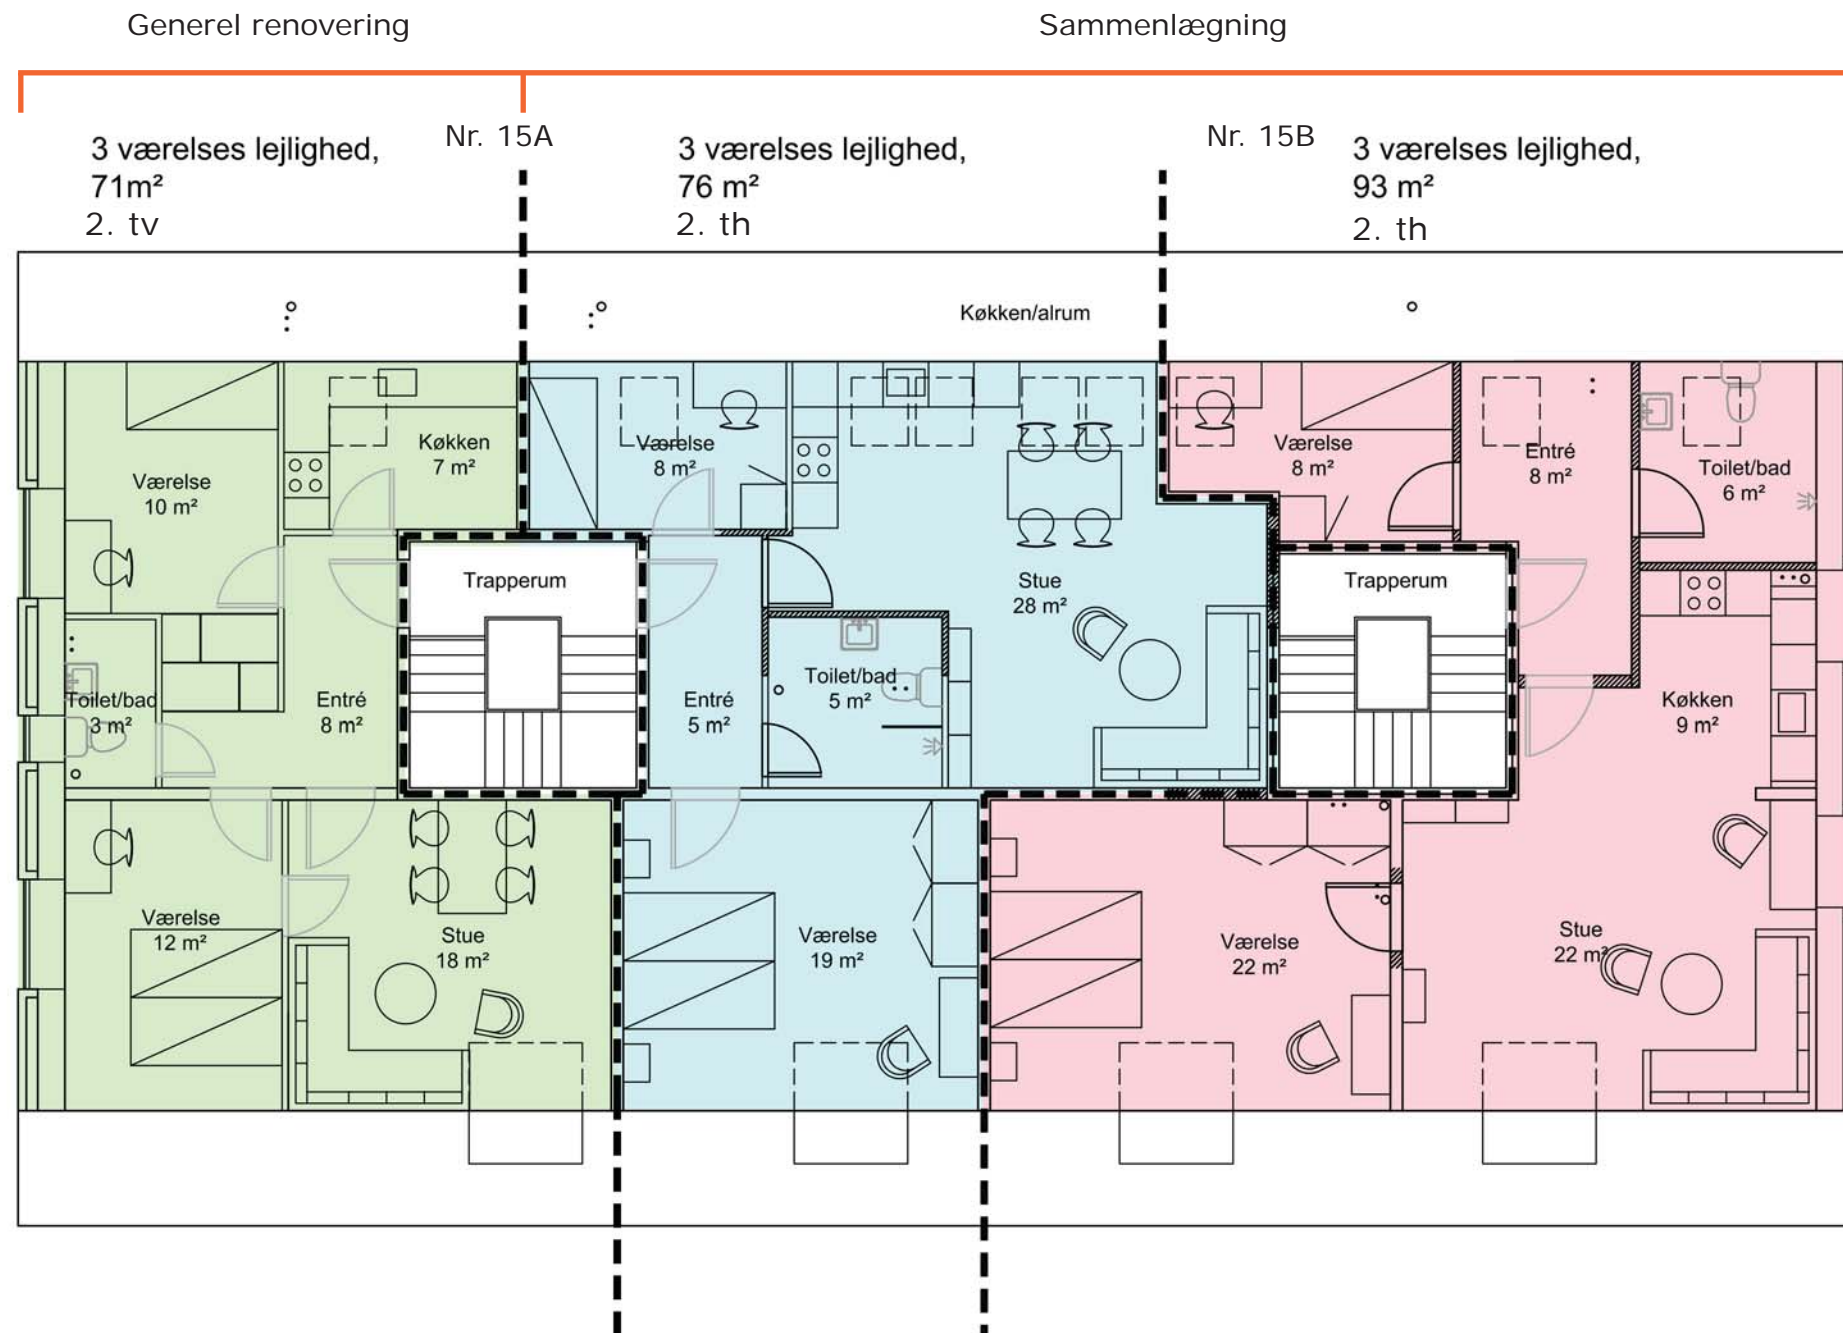 Generel renovering
Sammenlægning
Nr. 15A
Nr. 15B
3 værelses lejlighed,
71m²
2. tv
3 værelses lejlighed,
76 m²
2. th
3 værelses lejlighed,
93 m²
2. th
Køkken/alrum
Køkken
7 m²
Værelse
10 m²
Værelse
8 m²
Værelse
8 m²
Entré
8 m²
Toilet/bad
6 m²
Trapperum
Stue
28 m²
Trapperum
Toilet/bad
3 m²
Entré
8 m²
Entré
5 m²
Toilet/bad
5 m²
Køkken
9 m²
Værelse
12 m²
Stue
18 m²
Værelse
19 m²
Værelse
22 m²
Stue
22 m²